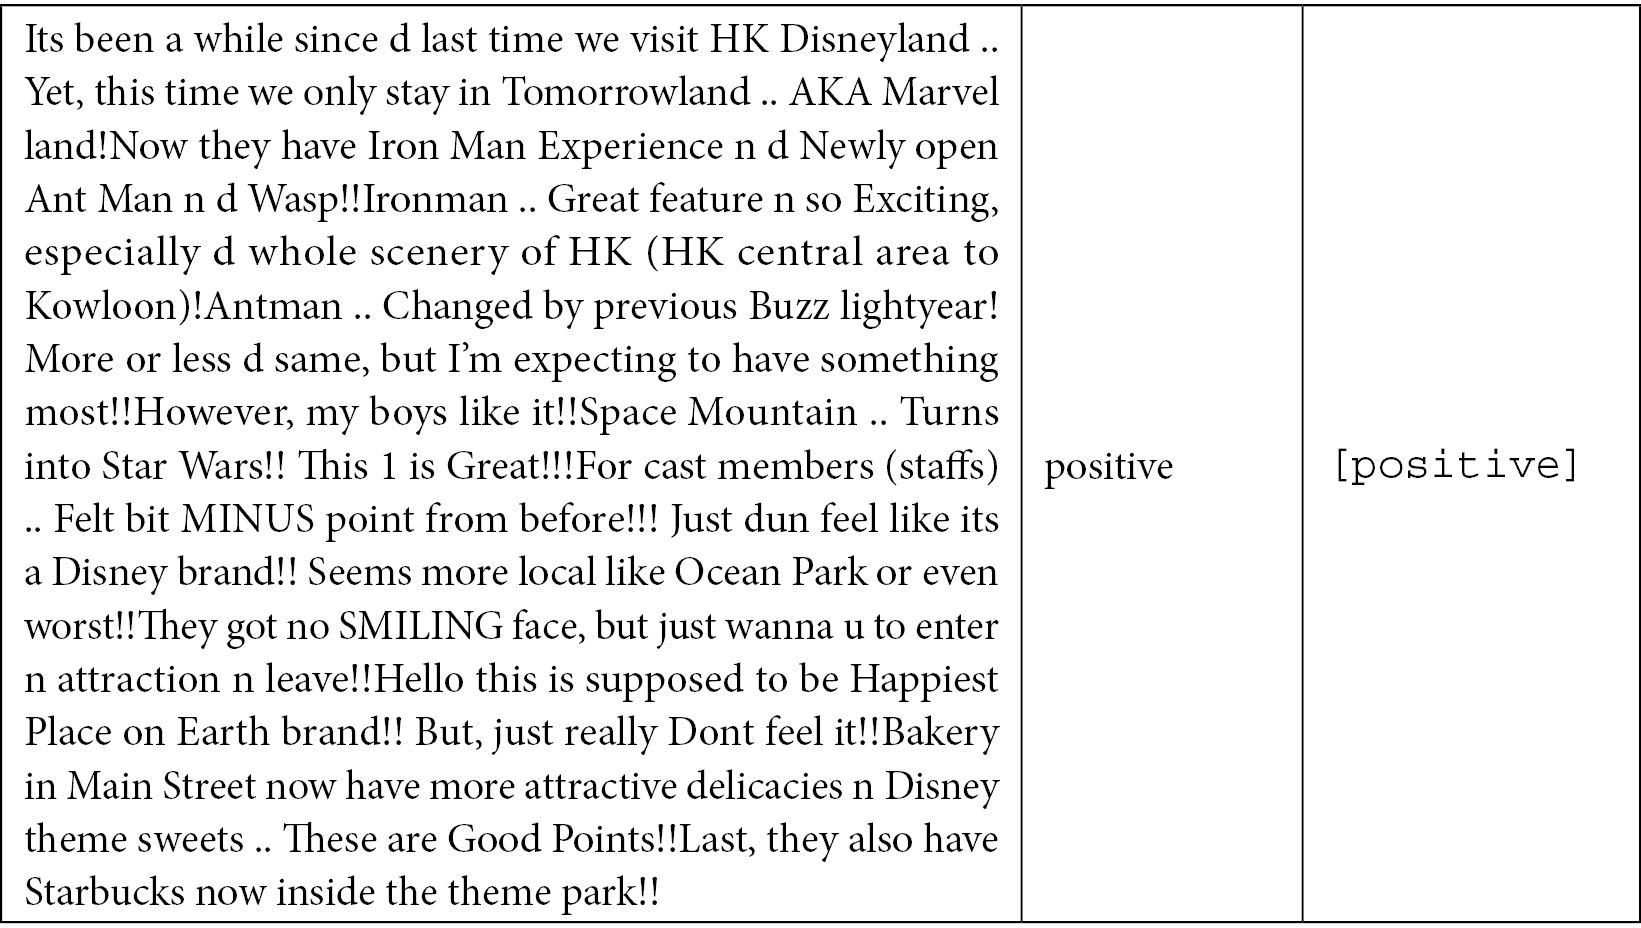 Its been a while since d last time we visit HK Disneyland ..
Yet, this time we only stay in Tomorrowland .. AKA Marvel
land!Now they have Iron Man Experience n d Newly open
Ant Man n d Wasp!!Ironman .. Great feature n so Exciting,
especially d whole scenery of HK (HK central area to
Kowloon)!Antman .. Changed by previous Buzz lightyear!
More or less d same, but I’m expecting to have something
most!!However, my boys like it!!Space Mountain .. Turns
into Star Wars!! This 1 is Great!!!For cast members (staffs)
.. Felt bit MINUS point from before!!! Just dun feel like its
a Disney brand!! Seems more local like Ocean Park or even
worst!!They got no SMILING face, but just wanna u to enter
n attraction n leave!!Hello this is supposed to be Happiest
Place on Earth brand!! But, just really Dont feel it!!Bakery
in Main Street now have more attractive delicacies n Disney
theme sweets .. These are Good Points!!Last, they also have
Starbucks now inside the theme park!!
positive
[positive]